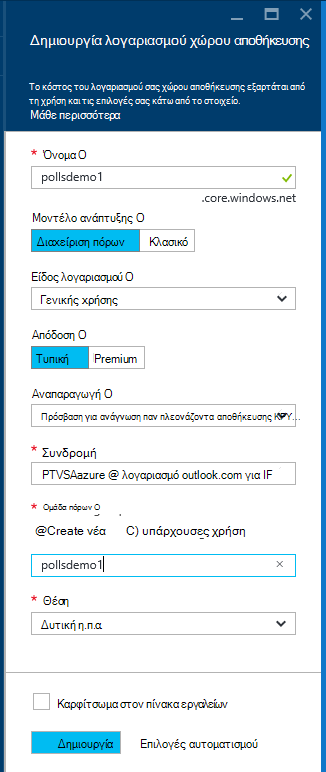 Δημιουργία λογαριασμού χώρου αποθήκευσης
Το κόστος του λογαριασμού σας χώρου αποθήκευσης εξαρτάται από
τη χρήση και τις επιλογές σας κάτω από το στοιχείο.
Μάθε περισσότερα
* Όνομα Ο
pollsdemo1
.core.windows.net
Μοντέλο ανάπτυξης Ο
Διαχείριση πόρων Κλασικό
Είδος λογαριασμού Ο
Γενικής χρήσης
Απόδοση Ο
Τυπική Premium
Αναπαραγωγή Ο
Πρόσβαση για ανάγνωση παν πλεονάζοντα αποθήκευσης
* Συνδρομή
PTVSAazure @ λογαριασμό outlook.com για IF
* Ομάδα πόρων Ο
@Create νέα C) υπάρχουσες χρήση
pollsdemo1
* Θέση
Δυτική η.π.α
Καρφίτσωμα στον πίνακα εργαλείων
Δημιουργία Επιλογές αυτοματισμού